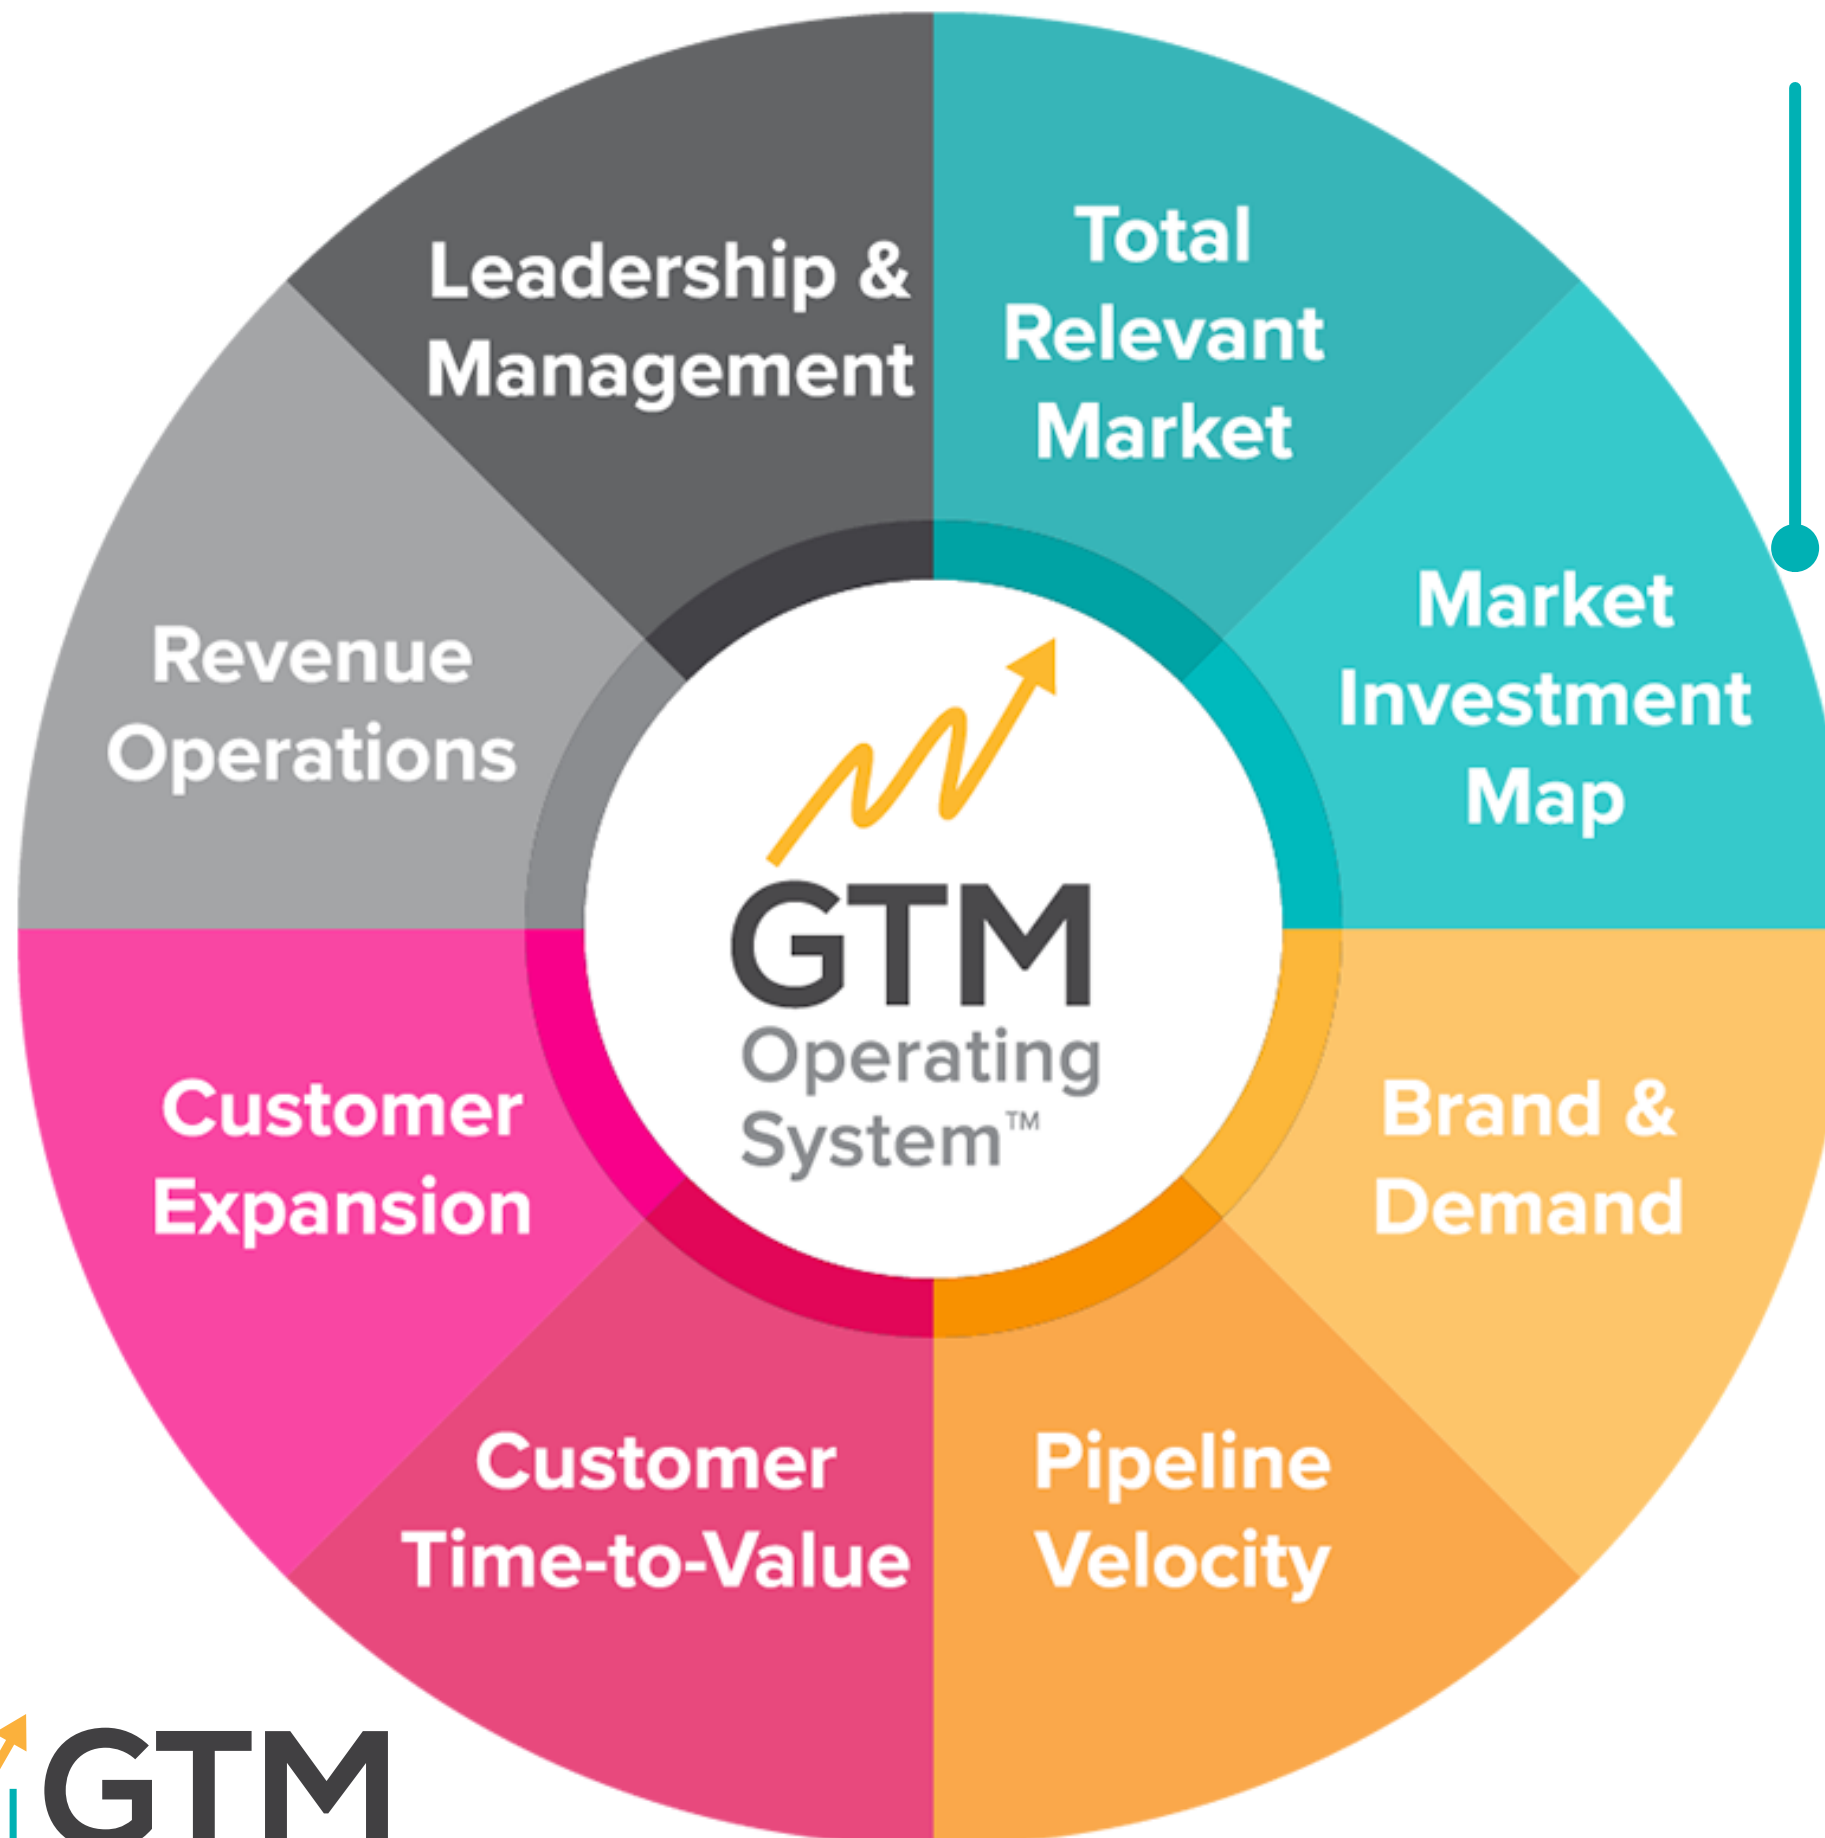 Leadership &
Management
Total
Relevant
Market
Market
Investment
Map
Brand &
Demand
Pipeline
Velocity
Customer
Time-to-Value
Customer
Expansion
Revenue
Operations
GTM
Operating
System™
GTM